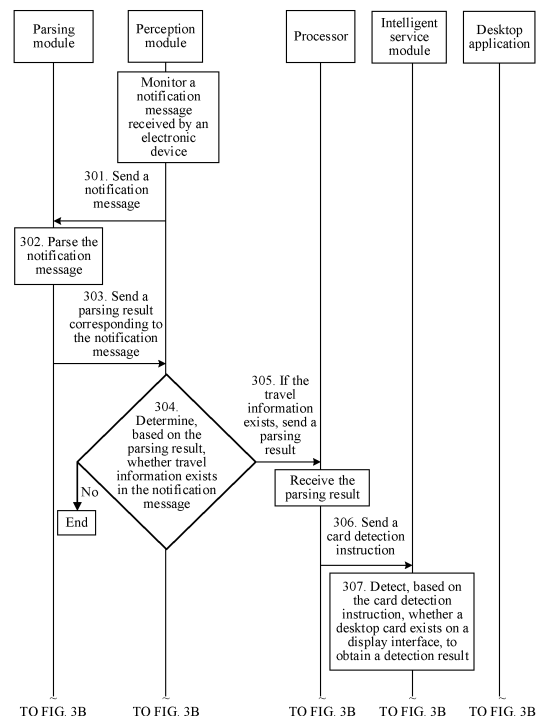 Parsing
module
Perception
module
Processor
Intelligent
service
module
Desktop
application
Monitor a
notification
message
received by an
electronic
device
301. Send a
notification
message
302. Parse the
notification
message
303. Send a
parsing result
corresponding to
the notification
message
304.
Determine,
based on the
parsing result,
whether travel
information exists
in the notification
message
No
End
305. If the
travel
information
exists, send a
parsing
result
Receive the
parsing result
306. Send a
card detection
instruction
307. Detect, based on
the card detection
instruction, whether a
desktop card exists on a
display interface, to
obtain a detection result
~
TO FIG. 3B
~
TO FIG. 3B
~
TO FIG. 3B
~
TO FIG. 3B
~
TO FIG. 3B